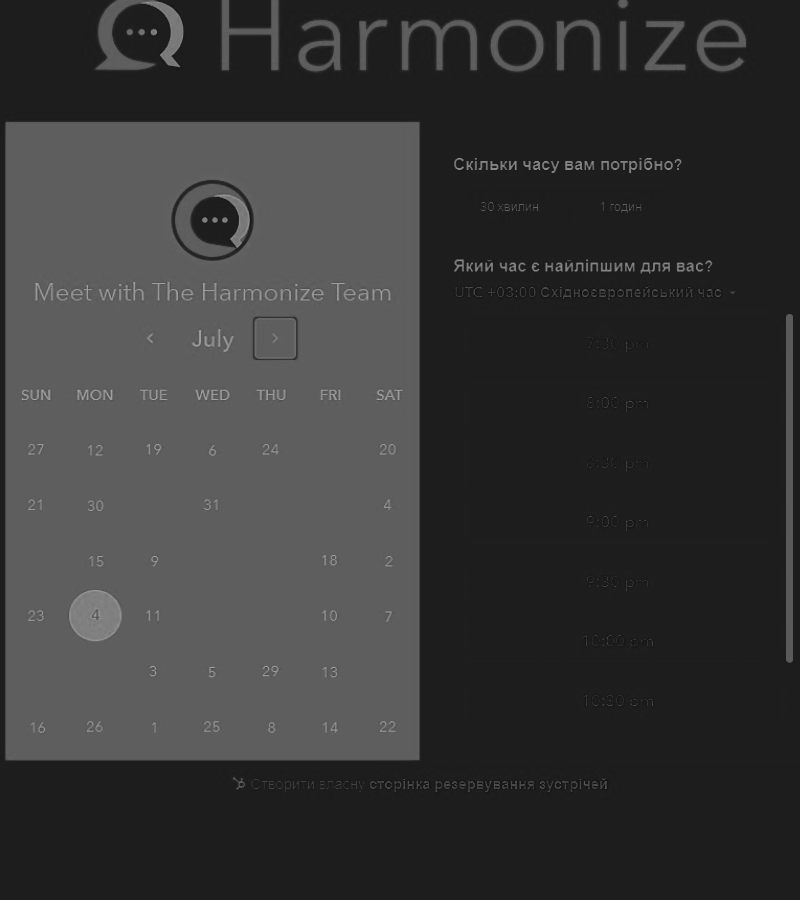 Harmonize
Meet with The Harmonize Team
July
SUN MON TUE WED THU FRI SAT
27 12 19 6 24 20
21 30 31 4
15 9 18 2
23 4 11 10 7
3 5 29 13
16 26 1 25 8 14 22
Скільки часу вам потрібно?
30 хвилин 1 годин
Який час є найліпшим для вас?
UTC +03:00 Східноєвропейський час
7:30 pm
8:00 pm
8:30 pm
9:00 pm
9:30 pm
10:00 pm
10:30 pm
Створити власну сторінка резервування зустрічей